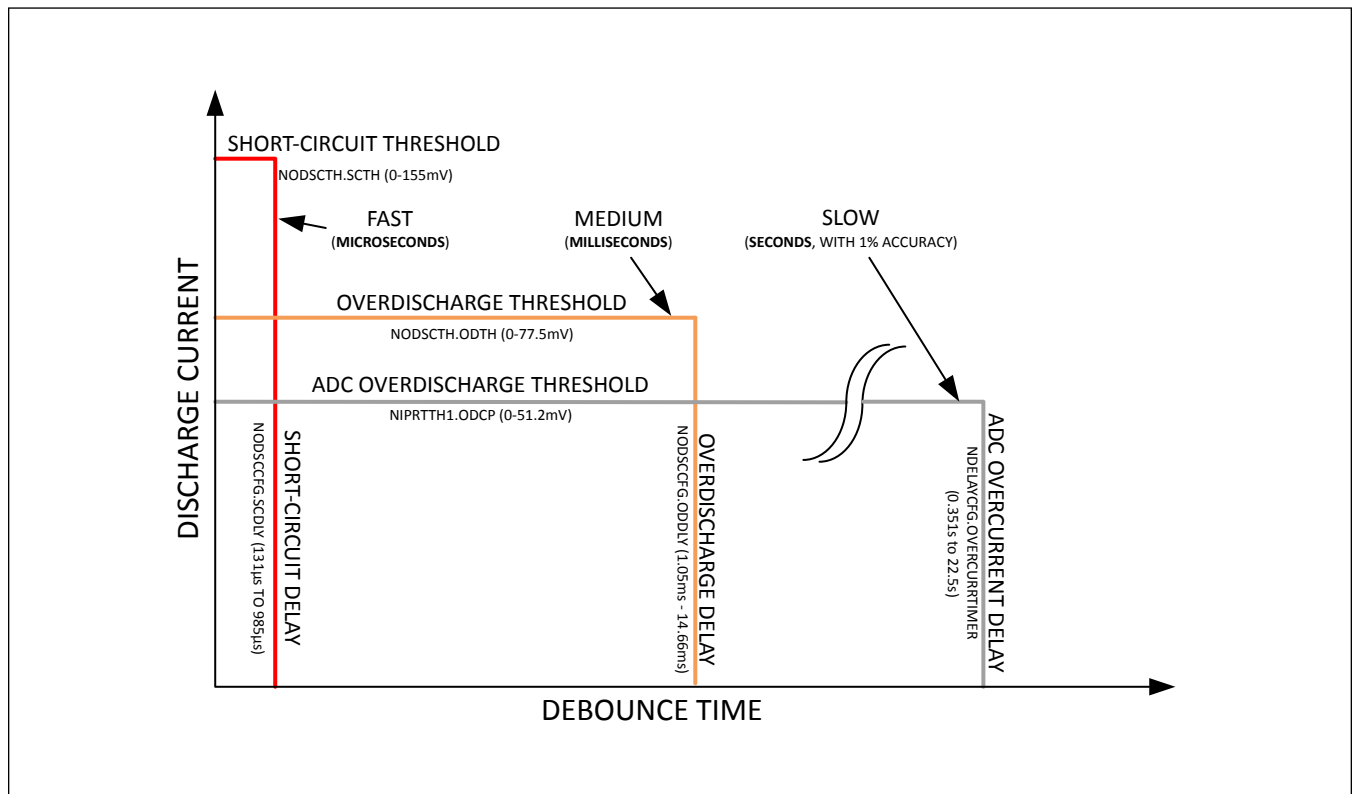 SHORT-CIRCUIT THRESHOLD
NODSCTH.SCTH (0-155mV)
FAST
(MICROSECONDS)
MEDIUM
(MILLISECONDS)
SLOW
(SECONDS, WITH 1% ACCURACY)
OVERDISCHARGE THRESHOLD
NODSCTH.ODTH (0-77.5mV)
ADC OVERDISCHARGE THRESHOLD
NIPRTTH1.ODCP (0-51.2mV)
DISCHARGE CURRENT
NODSCCFG.SCDLY (131µs TO 985µs)
SHORT-CIRCUIT DELAY
NODSCCFG.ODDLY (1.05ms - 14.66ms)
OVERDISCHARGE DELAY
NDELAYCFG.OVERCURRTIMER
(0.351s to 22.5s)
ADC OVERCURRENT DELAY
DEBOUNCE TIME